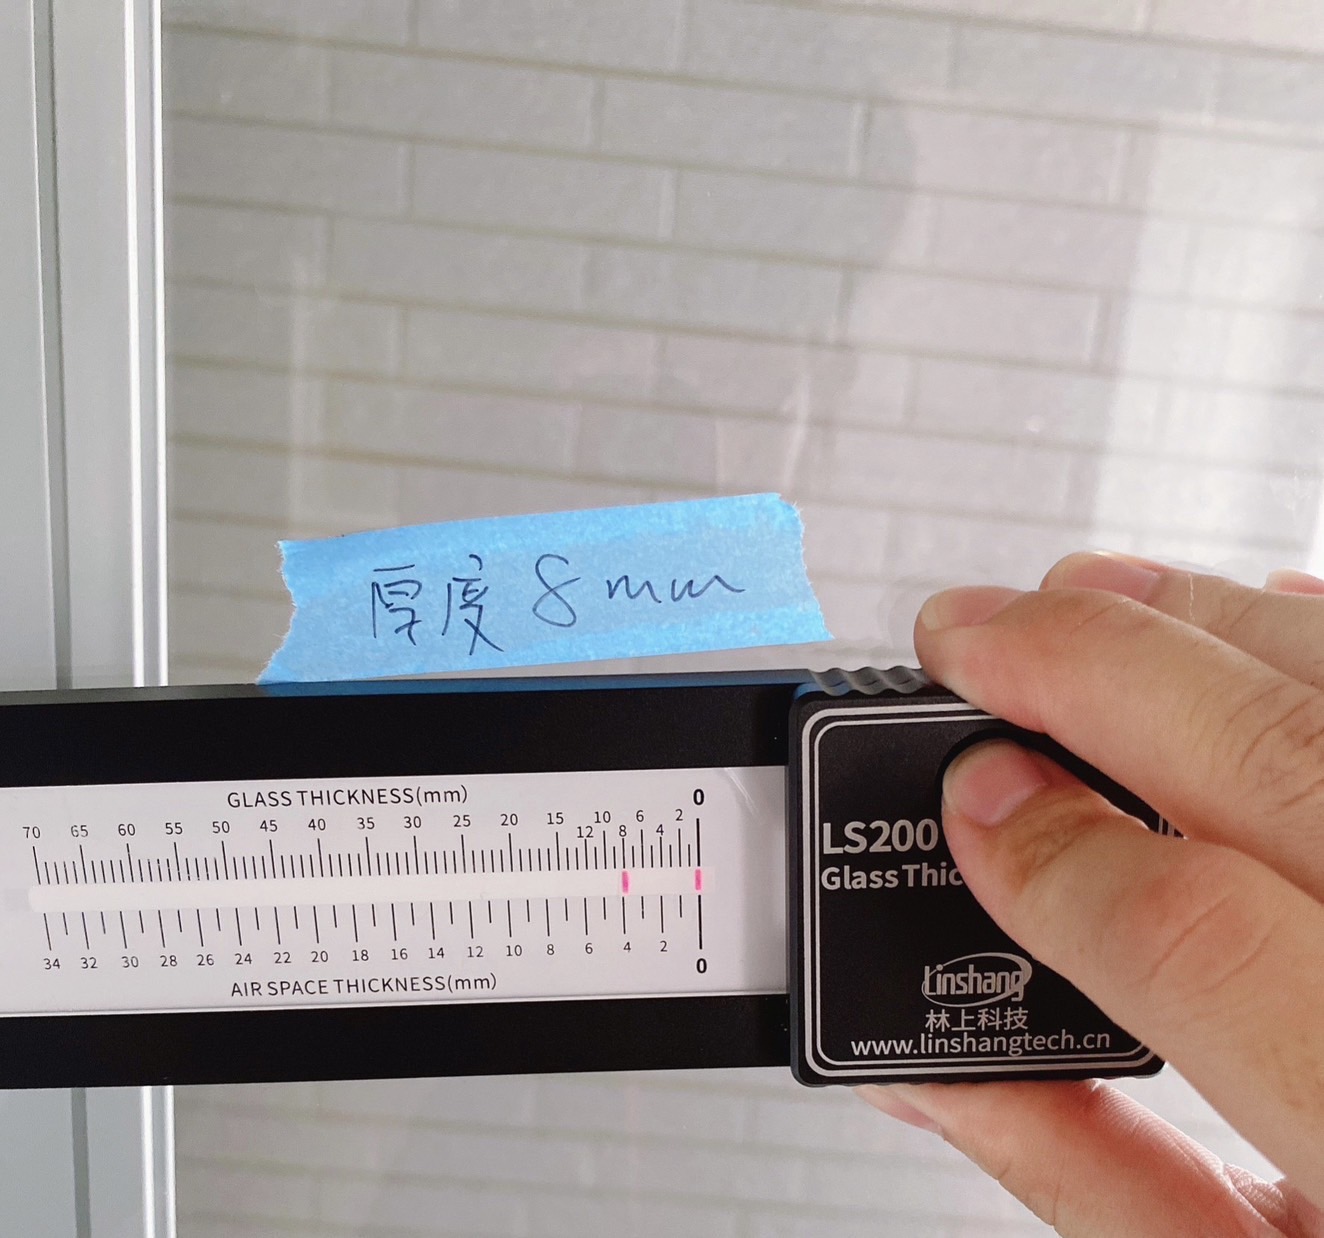 厚度 8mm
GLASS THICKNESS(mm)
0
70 65 60 55 50 45 40 35 30 25 20 15 12 10 8 6 4 2
34 32 30 28 26 24 22 20 18 16 14 12 10 8 6 4 2
0
AIR SPACE THICKNESS(mm)
LS200
Glass Thic
Linshang
林上科技
www.linshangtech.cn